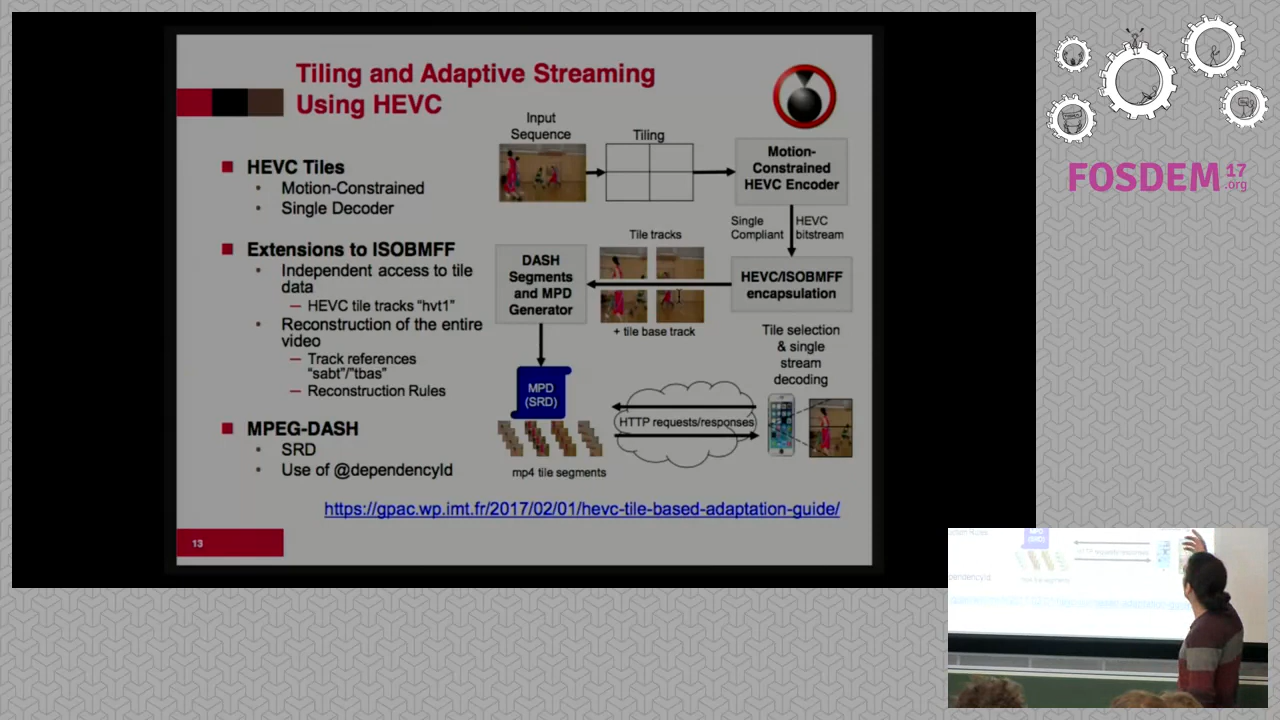 Tiling and Adaptive Streaming
Using HEVC
HEVC Tiles
Motion-Constrained
Single Decoder
Extensions to ISOBMFF
Independent access to tile
data
HEVC tile tracks “hvt1”
Reconstruction of the entire
video
Track references
“sabt”/”tbas”
Reconstruction Rules
MPEG-DASH
SRD
Use of @dependencyId
Input
Sequence
Tiling
Motion-
Constrained
HEVC Encoder
Single
Compliant
HEVC
bitstream
Tile tracks
DASH
Segments
and MPD
Generator
HEVC/ISOBMFF
encapsulation
+ tile base track
Tile selection
& single
stream
decoding
MPD
(SRD)
HTTP requests/responses
mp4 tile segments
https://gpac.wp.imt.fr/2017/02/01/hevc-tile-based-adaptation-guide/
13
FOSDEM 17
.org
(SRD)
HTTP requests/responses